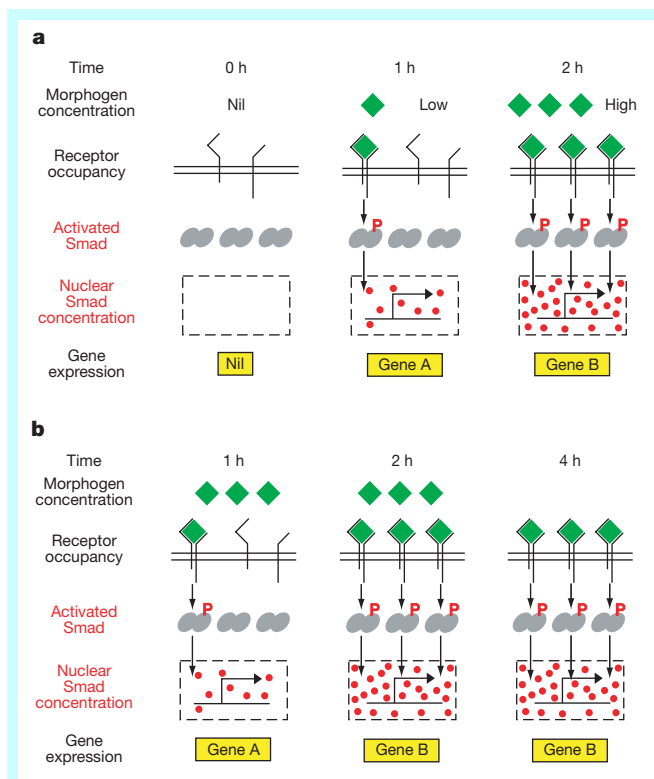 a
Time 0 h 1 h 2 h
Morphogen
concentration
Nil Low High
Receptor
occupancy
Activated
Smad
P P P P
Nuclear
Smad
concentration
Gene
expression
Nil Gene A Gene B
b
Time 1 h 2 h 4 h
Morphogen
concentration
Receptor
occupancy
Activated
Smad
P P P P P P P
Nuclear
Smad
concentration
Gene
expression
Gene A Gene B Gene B